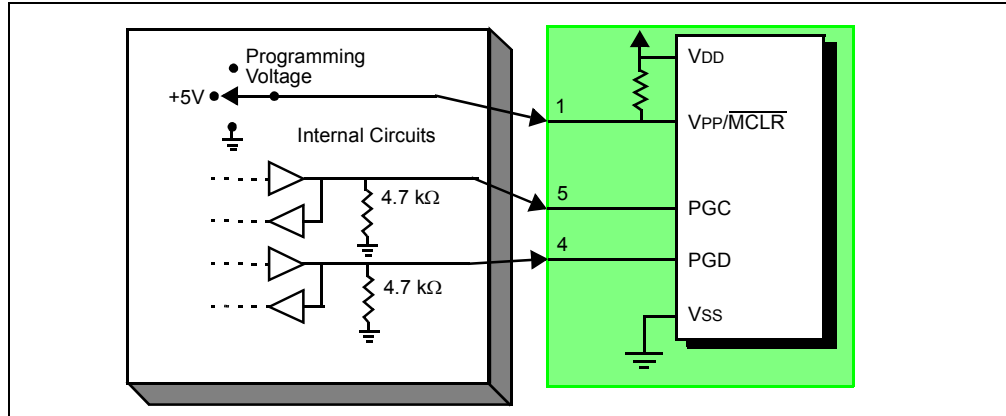 Programming
Voltage
+5V
Internal Circuits
4.7 kΩ
4.7 kΩ
1
5
4
VDD
VPP/MCLR
PGC
PGD
VSS